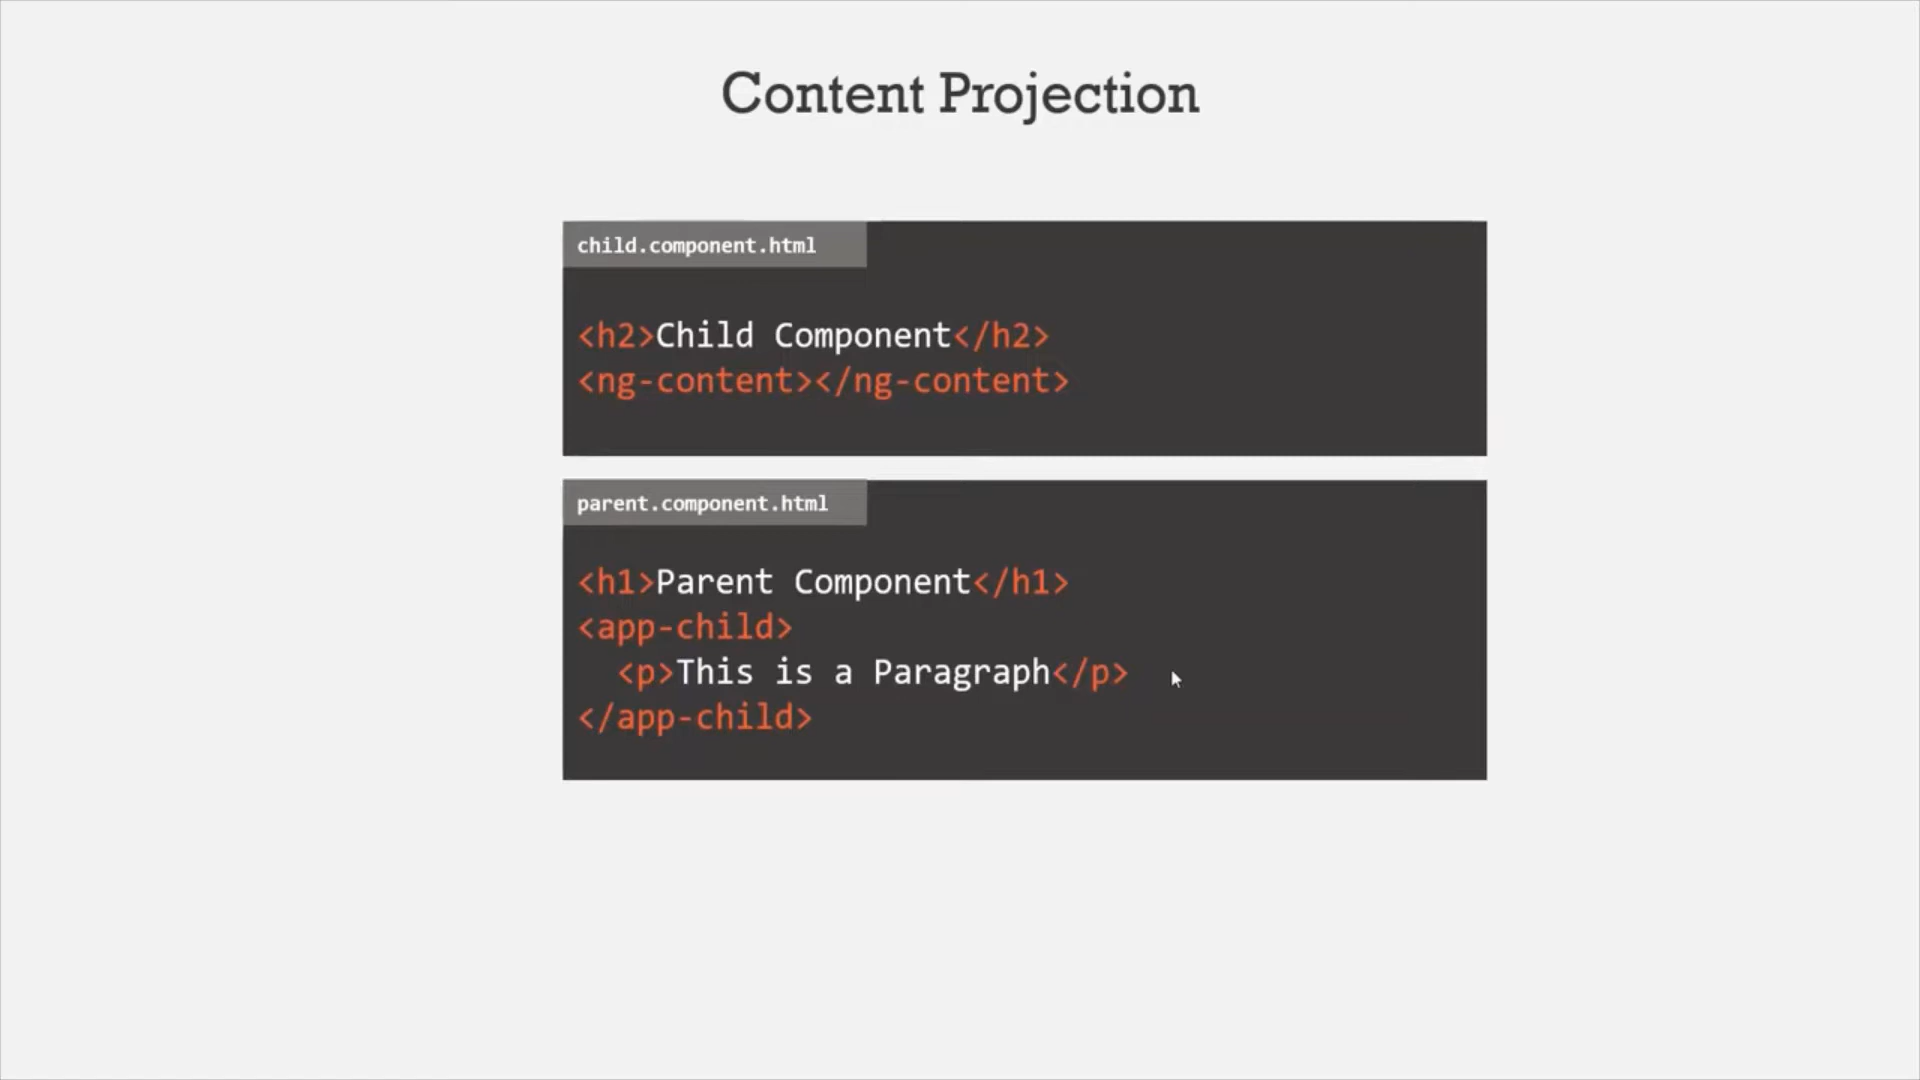 Content Projection
child.component.html
<h2>Child Component</h2>
<ng-content></ng-content>
parent.component.html
<h1>Parent Component</h1>
<app-child>
  <p>This is a Paragraph</p>
</app-child>